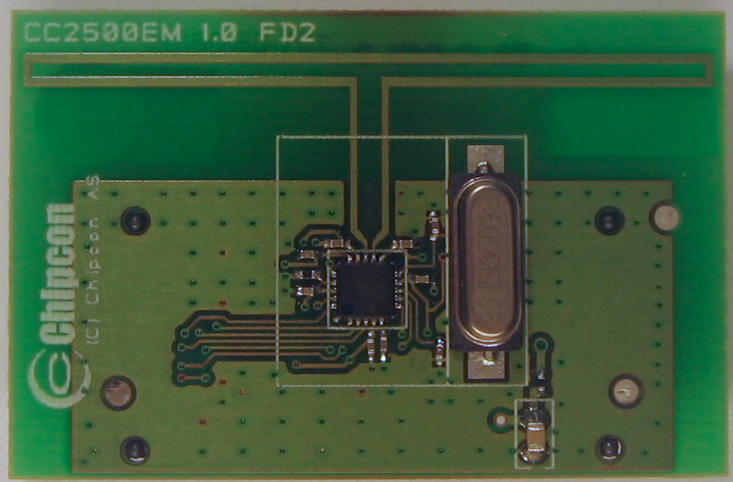 CC2500EM 1.0 FD2
Chipcon
(C) Chipcon AS